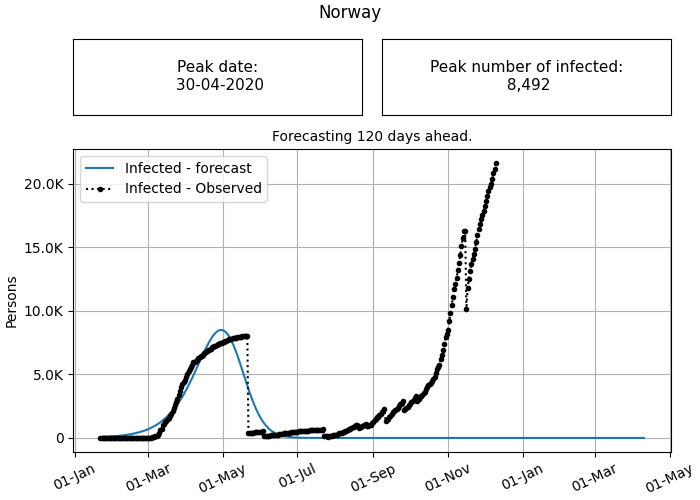 Norway
Peak date:
30-04-2020
Peak number of infected:
8,492
Forecasting 120 days ahead.
Infected - forecast
Infected - Observed
20.0K
15.0K
10.0K
5.0K
0
Persons
01-Jan
01-Mar
01-May
01-Jul
01-Sep
01-Nov
01-Jan
01-Mar
01-May